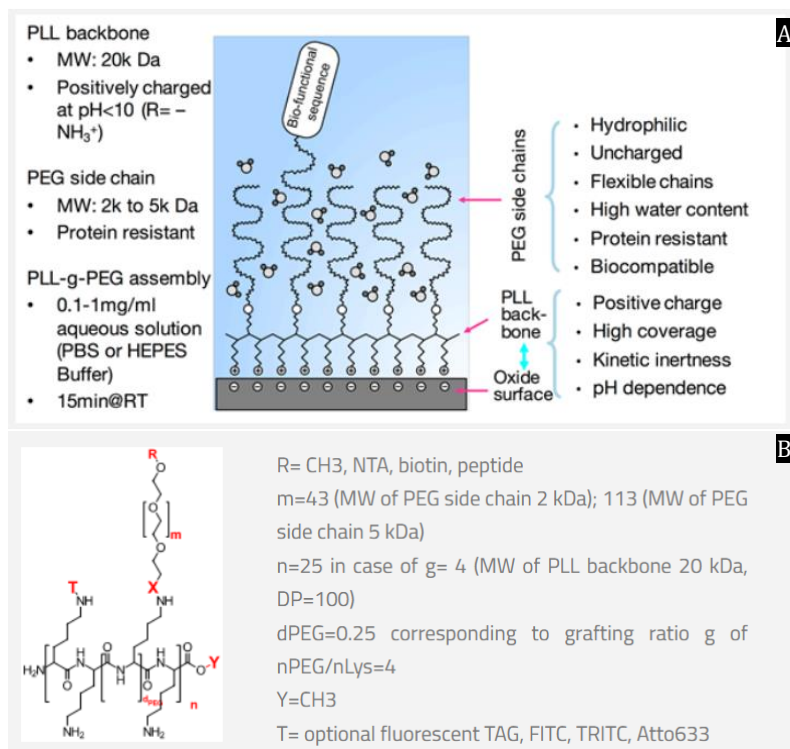 A
PLL backbone
• MW: 20k Da
• Positively charged
at pH<10 (R= –
NH₃⁺)
PEG side chain
• MW: 2k to 5k Da
• Protein resistant
PLL-g-PEG assembly
• 0.1-1mg/ml
aqueous solution
(PBS or HEPES
Buffer)
• 15min@RT
Bio-functional
sequence
PEG side chains
• Hydrophilic
• Uncharged
• Flexible chains
• High water content
• Protein resistant
• Biocompatible
PLL
back-
bone
Oxide
surface
• Positive charge
• High coverage
• Kinetic inertness
• pH dependence
B
R
O
O
m
O
T
X
NH
NH
O
H
N
O
H
N
O
H₂N
N
H
O
Y
O
O
dPEG
n
NH₂
NH₂
R= CH3, NTA, biotin, peptide
m=43 (MW of PEG side chain 2 kDa); 113 (MW of PEG
side chain 5 kDa)
n=25 in case of g= 4 (MW of PLL backbone 20 kDa,
DP=100)
dPEG=0.25 corresponding to grafting ratio g of
nPEG/nLys=4
Y=CH3
T= optional fluorescent TAG, FITC, TRITC, Atto633